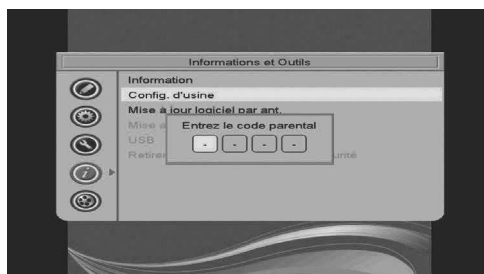 Informations et Outils
Information
Config. d'usine
Mise à jour logiciel par ant.
Mise à
Entrez le code parental
- - - -
USB
Retirer
urité